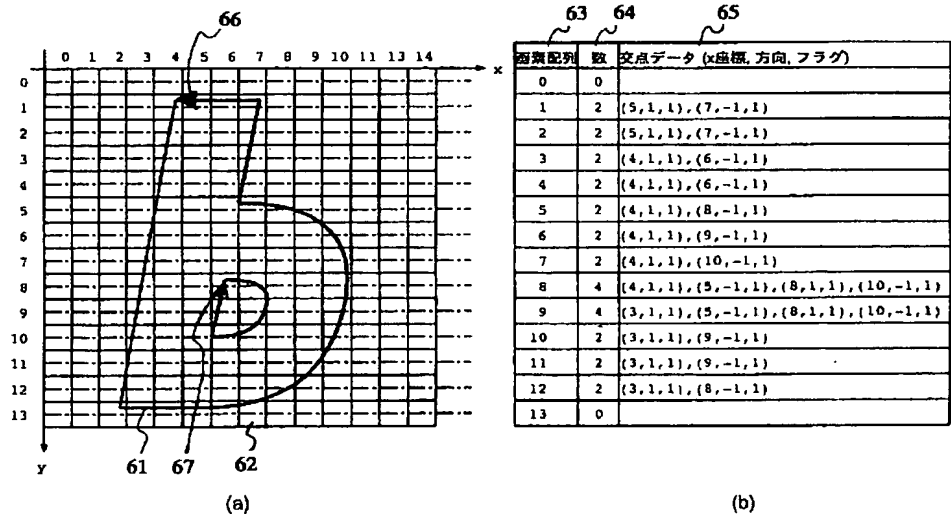 66
0 1 2 3 4 5 6 7 8 9 10 11 12 13 14
x
0
1
2
3
4
5
6
7
8
9
10
11
12
13
Y
61
67
62
(a)
63 64 65
画素配列 数 交点データ (x座標, 方向, フラグ)
0 0
1 2 (5,1,1),(7,-1,1)
2 2 (5,1,1),(7,-1,1)
3 2 (4,1,1),(6,-1,1)
4 2 (4,1,1),(6,-1,1)
5 2 (4,1,1),(8,-1,1)
6 2 (4,1,1),(9,-1,1)
7 2 (4,1,1),(10,-1,1)
8 4 (4,1,1),(5,-1,1),(8,1,1),(10,-1,1)
9 4 (3,1,1),(5,-1,1),(8,1,1),(10,-1,1)
10 2 (3,1,1),(9,-1,1)
11 2 (3,1,1),(9,-1,1)
12 2 (3,1,1),(8,-1,1)
13 0
(b)